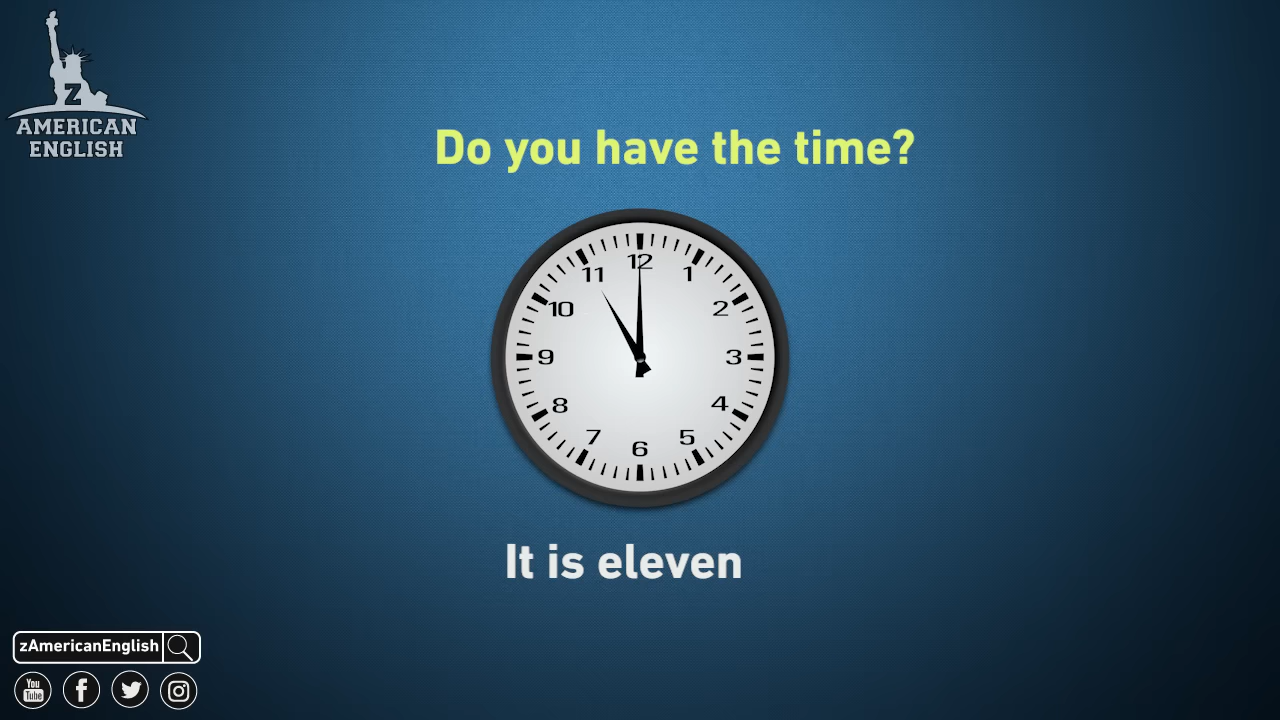 Z
AMERICAN
ENGLISH
Do you have the time?
12
11
1
10
2
9
3
8
4
7
5
6
It is eleven
zAmericanEnglish
You
Tube